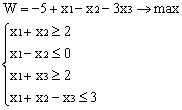 W = −5 + x1 − x2 − 3x3 → max
x1 + x2 ≥ 2
x1 − x2 ≤ 0
x1 + x3 ≥ 2
x1 + x2 − x3 ≤ 3